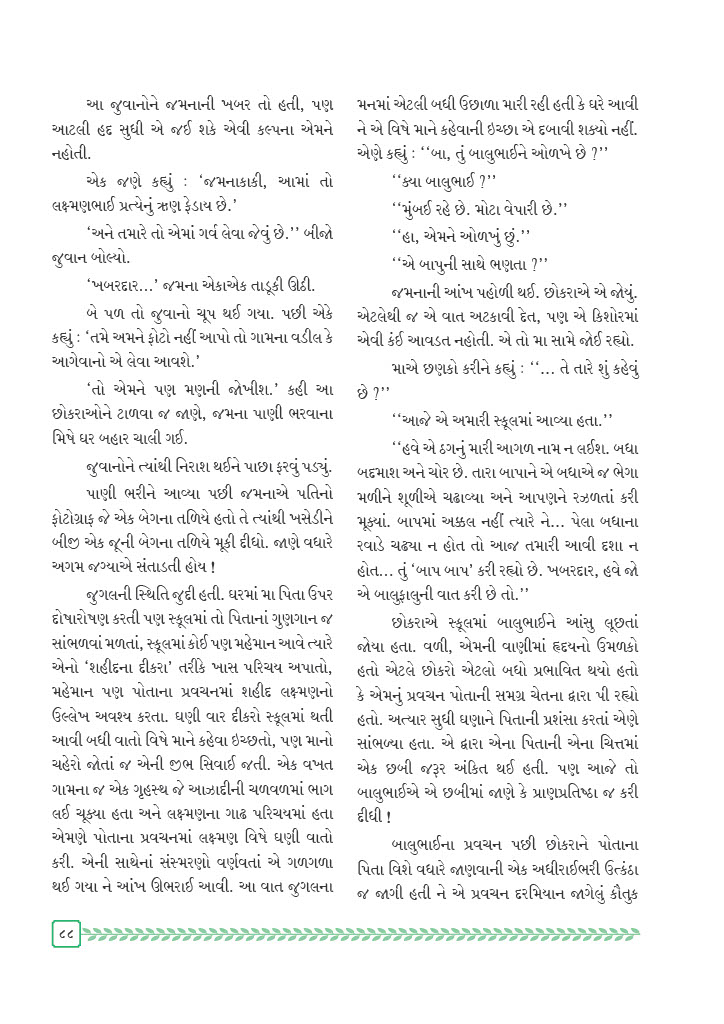 આ જુવાનોને જમનાની ખબર તો હતી, પણ
આટલી હદ સુધી એ જઈ શકે એવી કલ્પના એમને
નહોતી.
એક જણે કહ્યું : ‘જમનાકાકી, આમાં તો
લક્ષ્મણભાઈ પ્રત્યેનું ઋણ ફેડાય છે.’
‘અને તમારે તો એમાં ગર્વ લેવા જેવું છે.’’ બીજો
જુવાન બોલ્યો.
‘ખબરદાર...’ જમના એકાએક તાડૂકી ઊઠી.
બે પળ તો જુવાનો ચૂપ થઈ ગયા. પછી એકે
કહ્યું : ‘તમે અમને ફોટો નહીં આપો તો ગામના વડીલ કે
આગેવાનો એ લેવા આવશે.’
‘તો એમને પણ મણની જોખીશ.’ કહી આ
છોકરાઓને ટાળવા જ જાણે, જમના પાણી ભરવાના
મિષે ઘર બહાર ચાલી ગઈ.
જુવાનોને ત્યાંથી નિરાશ થઈને પાછા ફરવું પડ્યું.
પાણી ભરીને આવ્યા પછી જમનાએ પતિનો
ફોટોગ્રાફ જે એક બેગના તળિયે હતો તે ત્યાંથી ખસેડીને
બીજી એક જૂની બેગના તળિયે મૂકી દીધો. જાણે વધારે
અગમ જગ્યાએ સંતાડતી હોય !
જુગલની સ્થિતિ જુદી હતી. ઘરમાં મા પિતા ઉપર
દોષારોષણ કરતી પણ સ્કૂલમાં તો પિતાનાં ગુણગાન જ
સાંભળવાં મળતાં, સ્કૂલમાં કોઈ પણ મહેમાન આવે ત્યારે
એનો ‘શહીદના દીકરા’ તરીકે ખાસ પરિચય અપાતો,
મહેમાન પણ પોતાના પ્રવચનમાં શહીદ લક્ષ્મણનો
ઉલ્લેખ અવશ્ય કરતા. ઘણી વાર દીકરો સ્કૂલમાં થતી
આવી બધી વાતો વિષે માને કહેવા ઇચ્છતો, પણ માનો
ચહેરો જોતાં જ એની જીભ સિવાઈ જતી. એક વખત
ગામના જ એક ગૃહસ્થ જે આઝાદીની ચળવળમાં ભાગ
લઈ ચૂક્યા હતા અને લક્ષ્મણના ગાઢ પરિચયમાં હતા
એમણે પોતાના પ્રવચનમાં લક્ષ્મણ વિષે ઘણી વાતો
કરી. એની સાથેનાં સંસ્મરણો વર્ણવતાં એ ગળગળા
થઈ ગયા ને આંખ ઊભરાઈ આવી. આ વાત જુગલના
મનમાં એટલી બધી ઉછાળા મારી રહી હતી કે ઘરે આવી
ને એ વિષે માને કહેવાની ઇચ્છા એ દબાવી શક્યો નહીં.
એણે કહ્યું : ‘‘બા, તું બાલુભાઈને ઓળખે છે ?’’
‘‘ક્યા બાલુભાઈ ?’’
‘‘મુંબઈ રહે છે. મોટા વેપારી છે.’’
‘‘હા, એમને ઓળખું છું.’’
‘‘એ બાપુની સાથે ભણતા ?’’
જમનાની આંખ પહોળી થઈ. છોકરાએ એ જોયું.
એટલેથી જ એ વાત અટકાવી દેત, પણ એ કિશોરમાં
એવી કંઈ આવડત નહોતી. એ તો મા સામે જોઈ રહ્યો.
માએ છણકો કરીને કહ્યું : ‘‘... તે તારે શું કહેવું
છે ?’’
‘‘આજે એ અમારી સ્કૂલમાં આવ્યા હતા.’’
‘‘હવે એ ઠગનું મારી આગળ નામ ન લઈશ. બધા
બદમાશ અને ચોર છે. તારા બાપાને એ બધાએ જ ભેગા
મળીને શૂળીએ ચઢાવ્યા અને આપણને રઝળતાં કરી
મૂક્યાં. બાપમાં અક્કલ નહીં ત્યારે ને... પેલા બધાના
રવાડે ચઢ્યા ન હોત તો આજ તમારી આવી દશા ન
હોત... તું ‘બાપ બાપ’ કરી રહ્યો છે. ખબરદાર, હવે જો
એ બાલુફાલુની વાત કરી છે તો.’’
છોકરાએ સ્કૂલમાં બાલુભાઈને આંસુ લૂછતાં
જોયા હતા. વળી, એમની વાણીમાં હૃદયનો ઉમળકો
હતો એટલે છોકરો એટલો બધો પ્રભાવિત થયો હતો
કે એમનું પ્રવચન પોતાની સમગ્ર ચેતના દ્વારા પી રહ્યો
હતો. અત્યાર સુધી ઘણાને પિતાની પ્રશંસા કરતાં એણે
સાંભળ્યા હતા. એ દ્વારા એના પિતાની એના ચિત્તમાં
એક છબી જરૂર અંકિત થઈ હતી. પણ આજે તો
બાલુભાઈએ એ છબીમાં જાણે કે પ્રાણપ્રતિષ્ઠા જ કરી
દીધી !
બાલુભાઈના પ્રવચન પછી છોકરાને પોતાના
પિતા વિશે વધારે જાણવાની એક અધીરાઈભરી ઉત્કંઠા
જ જાગી હતી ને એ પ્રવચન દરમિયાન જાગેલું કૌતુક
૮૮